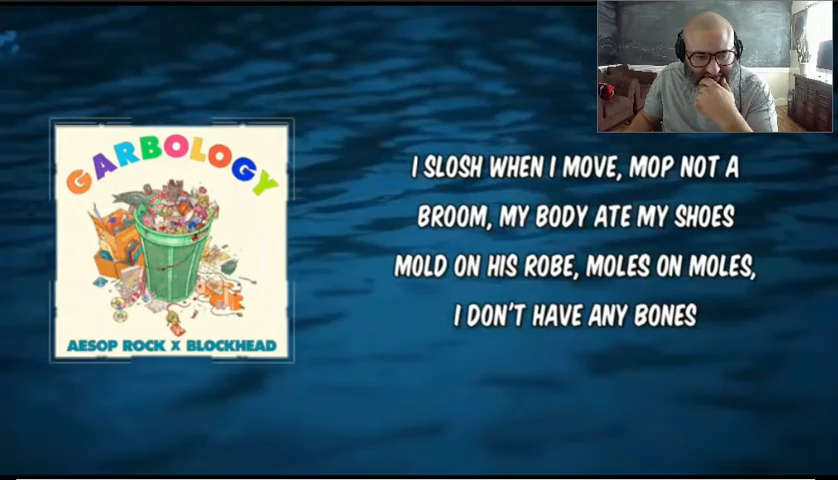 GARBOLOGY
AESOP ROCK X BLOCKHEAD
I SLOSH WHEN I MOVE, MOP NOT A
BROOM, MY BODY ATE MY SHOES
MOLD ON HIS ROBE, MOLES ON MOLES,
I DON'T HAVE ANY BONES